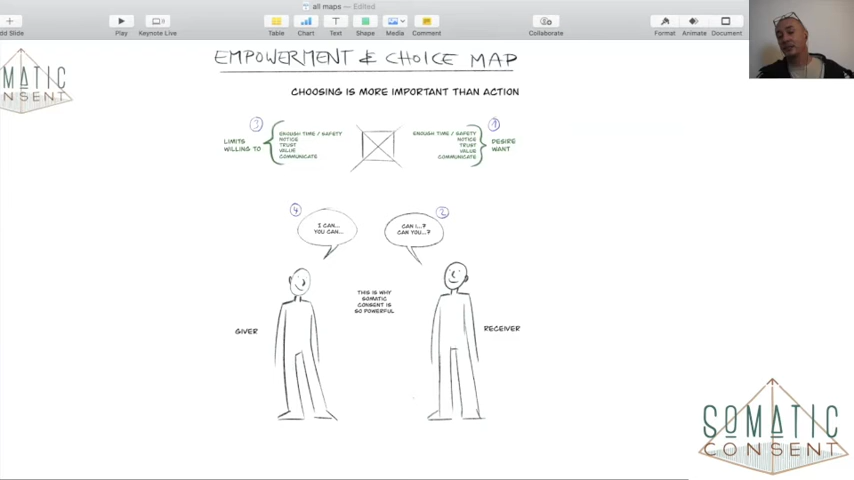 all maps — Edited
Add Slide
Play
Keynote Live
Table
Chart
Text
Shape
Media
Comment
Collaborate
Format
Animate
Document
EMPOWERMENT & CHOICE MAP
MATIC
NSENT
CHOOSING IS MORE IMPORTANT THAN ACTION
3
LIMITS
WILLING TO
ENOUGH TIME / SAFETY
NOTICE
TRUST
VALUE
COMMUNICATE
ENOUGH TIME / SAFETY
NOTICE
TRUST
VALUE
COMMUNICATE
1
DESIRE
WANT
4
I CAN...
YOU CAN...
2
CAN I...?
CAN YOU...?
THIS IS WHY
SOMATIC
CONSENT IS
SO POWERFUL
GIVER
RECEIVER
SOMATIC
CONSENT